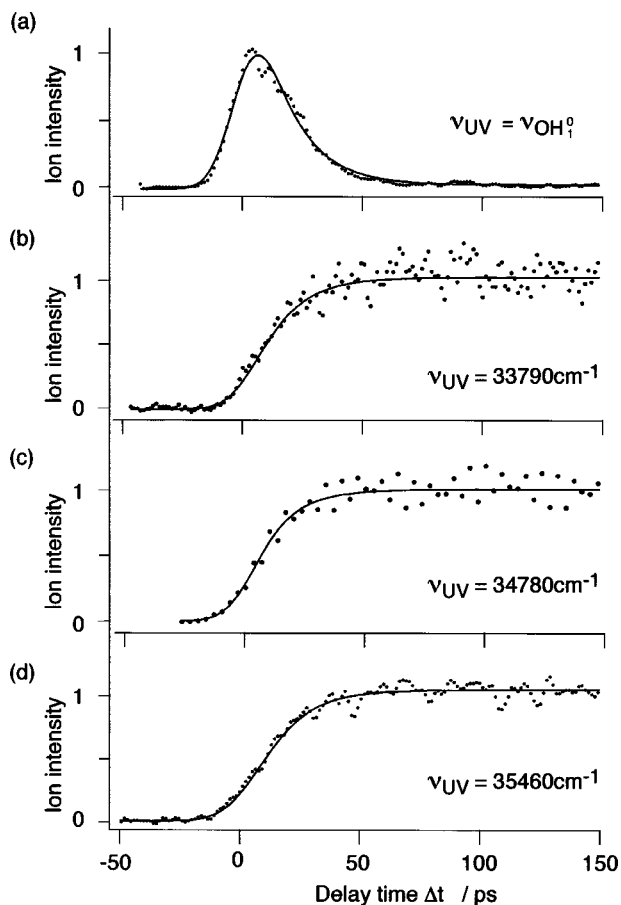 (a)
Ion intensity
1
0
νUV = νOH⁰₁
(b)
Ion intensity
1
0
νUV = 33790cm⁻¹
(c)
Ion intensity
1
0
νUV = 34780cm⁻¹
(d)
Ion intensity
1
0
νUV = 35460cm⁻¹
-50 0 50 100 150
Delay time Δt / ps